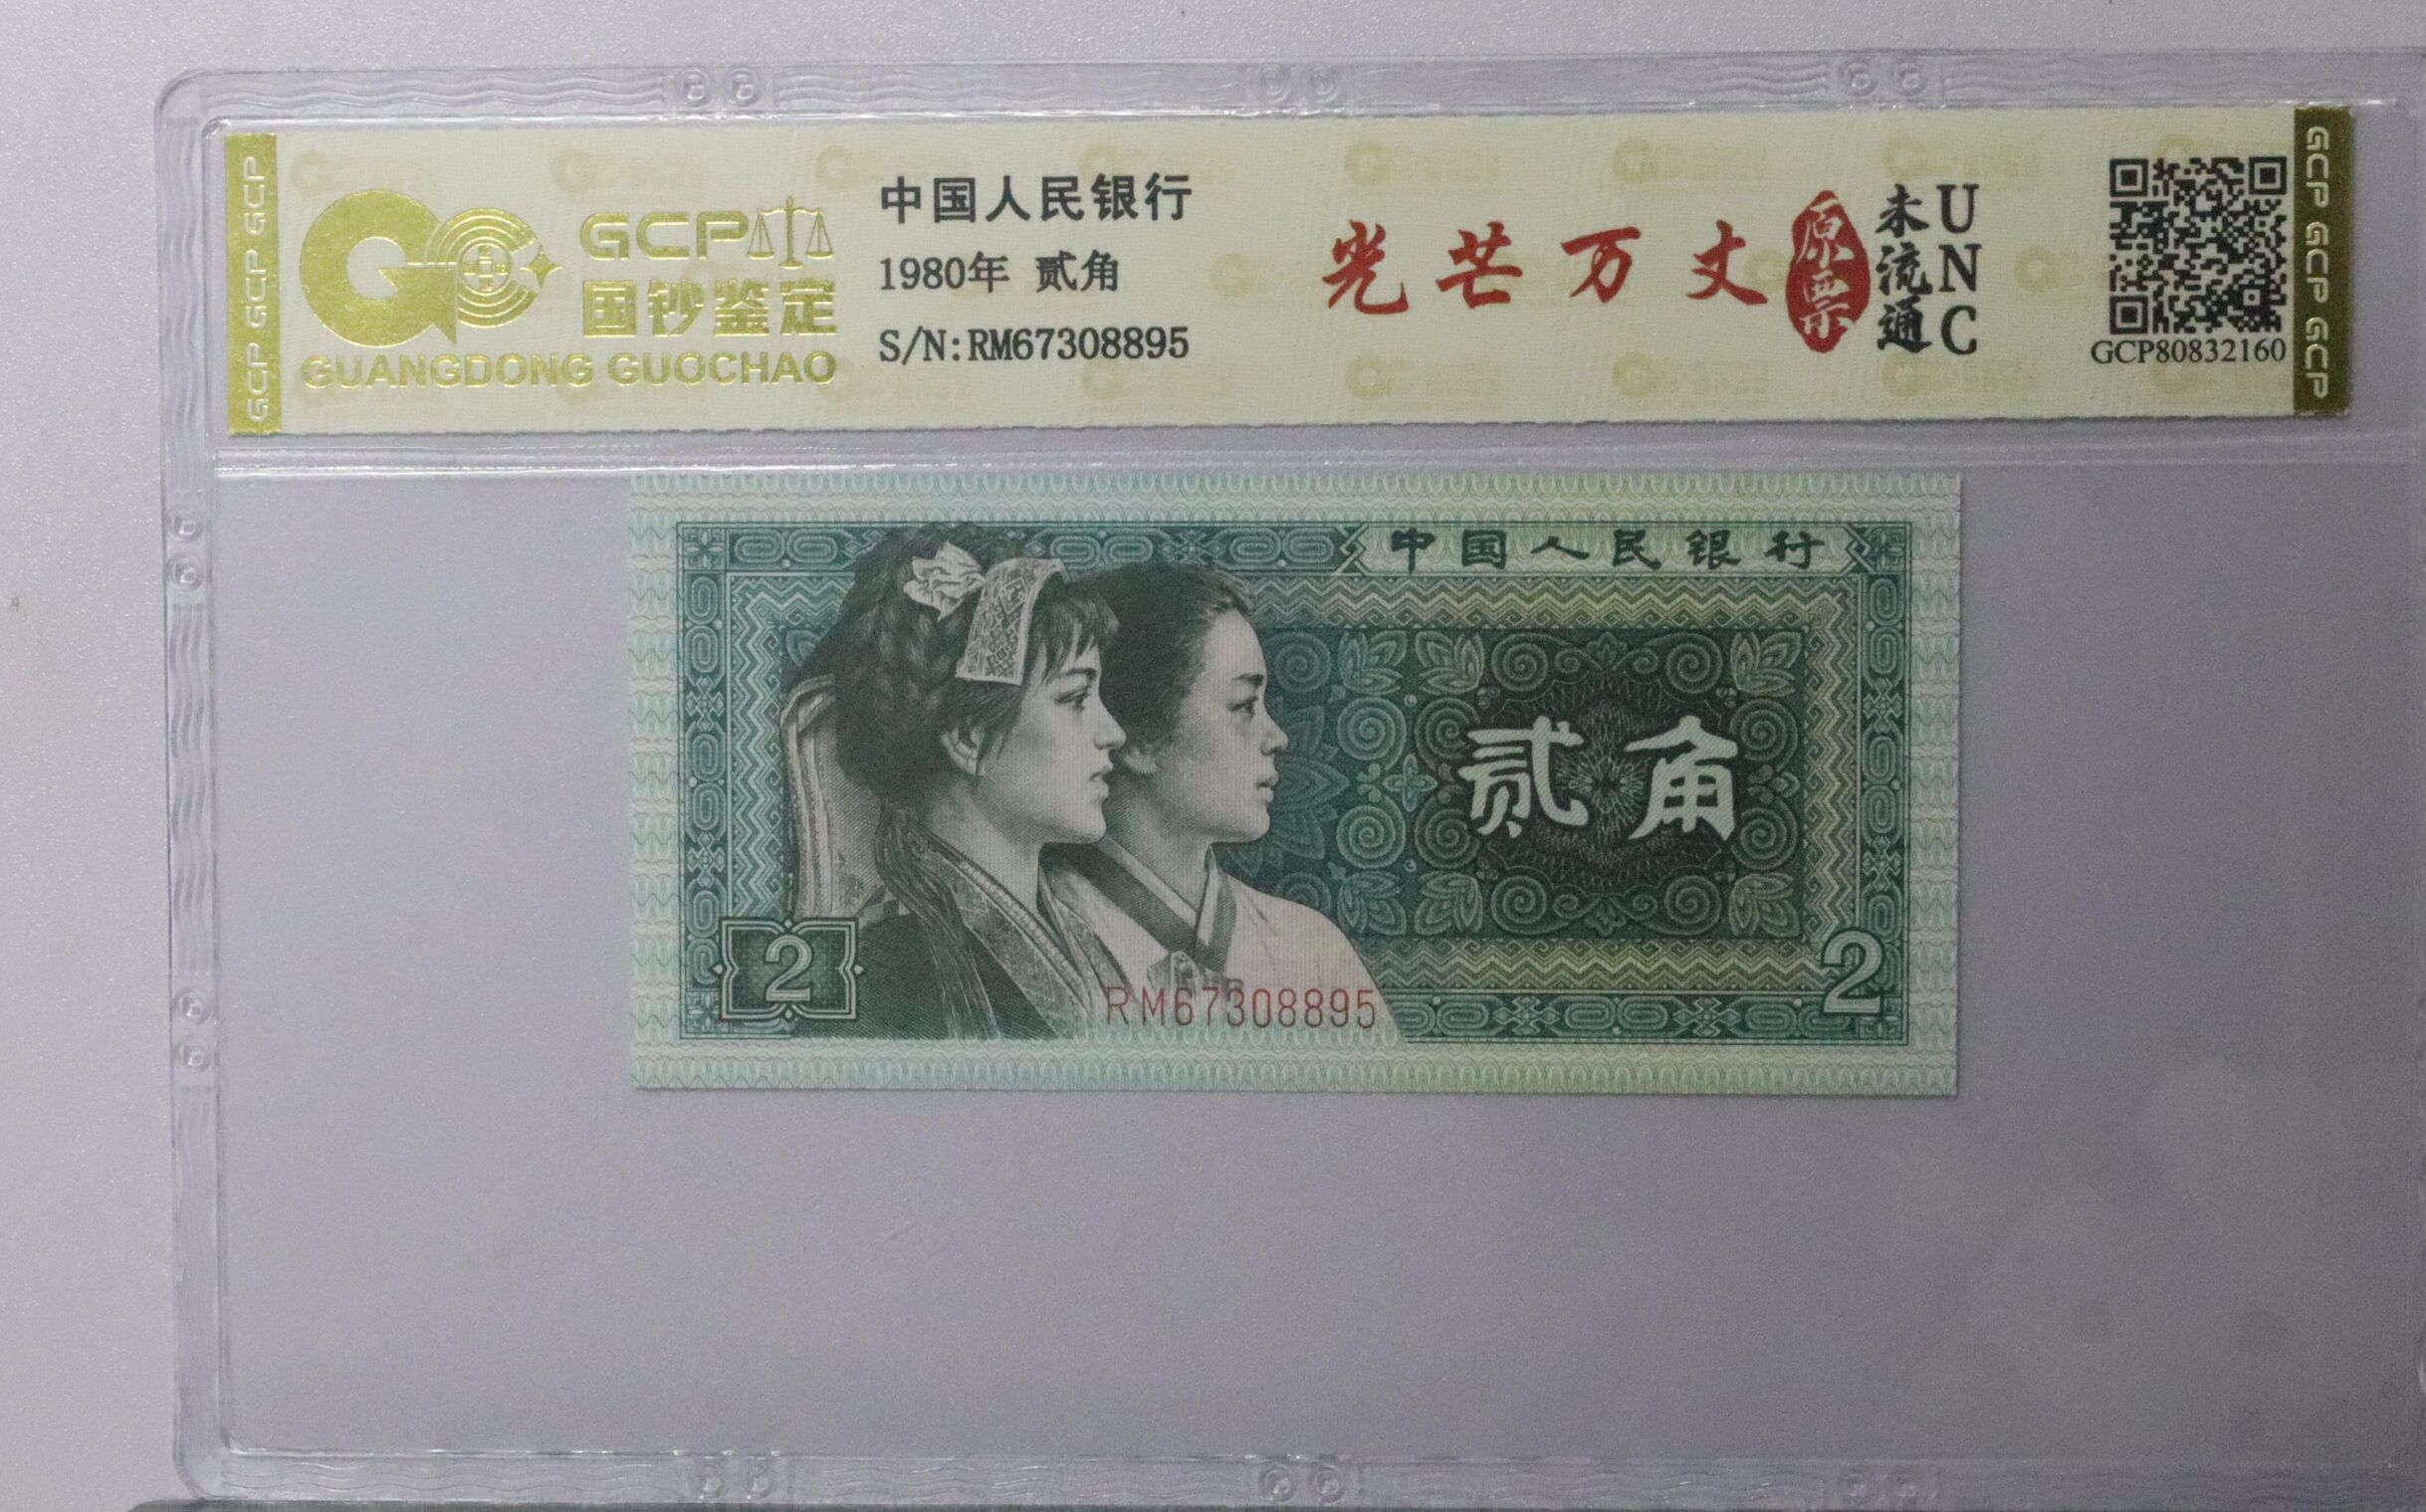 GCP GCP GCP
GCP
国钞鉴定
GUANGDONG GUOCHAO
中国人民银行
1980年 贰角
S/N:RM67308895
光芒万丈
原票
未流通
UNC
GCP80832160
GCP GCP GCP
中国人民银行
贰角
2
RM67308895
2